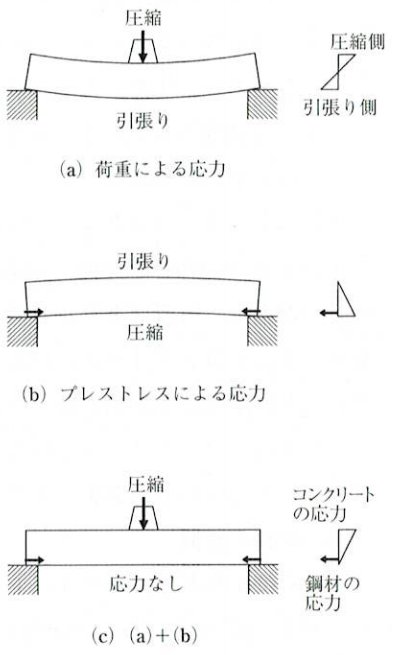 圧縮
圧縮側
引張り側
引張り
(a) 荷重による応力
引張り
圧縮
(b) プレストレスによる応力
圧縮
コンクリート
の応力
応力なし
鋼材の
応力
(c) (a)+(b)